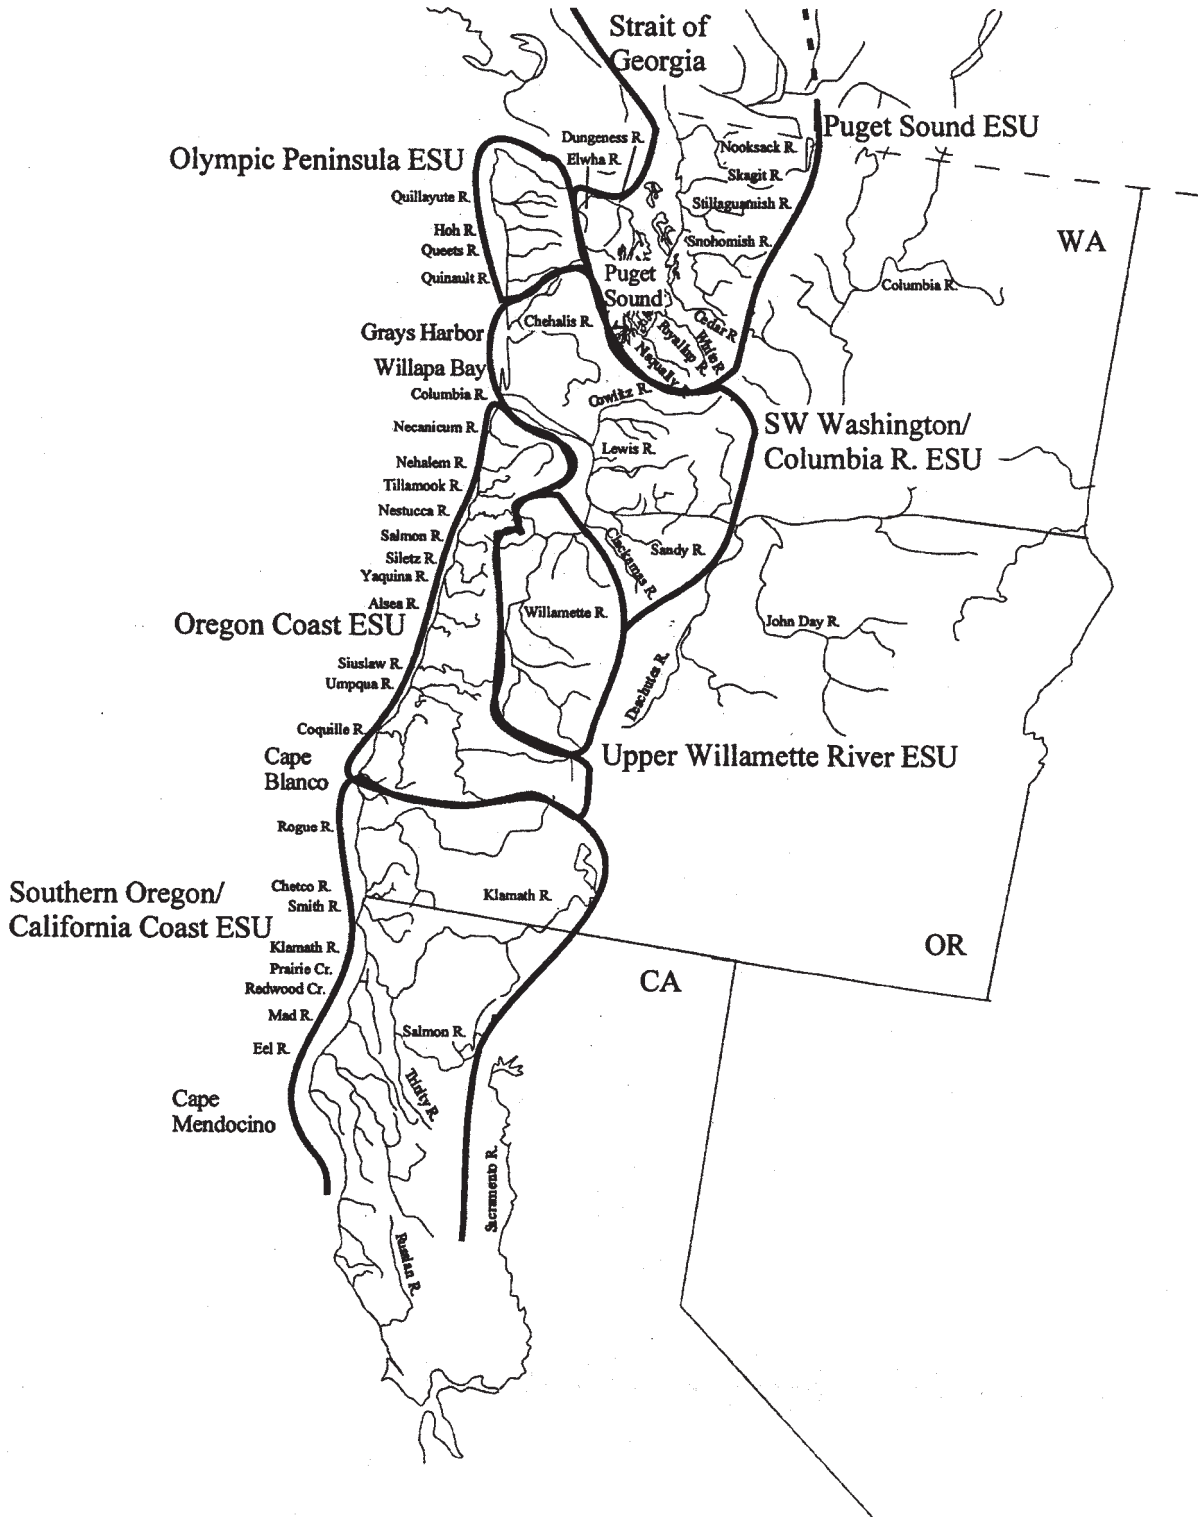 Strait of
Georgia
Puget Sound ESU
Dungeness R.
Elwha R.
Nooksack R.
Olympic Peninsula ESU
Skagit R.
Quillayute R.
Stillaguamish R.
Hoh R.
Snohomish R.
WA
Queets R.
Quinault R.
Puget
Sound
Columbia R.
Chehalis R.
Grays Harbor
Cedar R
White R
Puyallup R.
Nsqually
Willapa Bay
Columbia R.
Cowlitz R.
Necanicum R.
SW Washington/
Columbia R. ESU
Lewis R.
Nehalem R.
Tillamook R.
Nestucca R.
Salmon R.
Clackamas R.
Sandy R.
Siletz R.
Yaquina R.
Alsea R.
Willamette R.
Oregon Coast ESU
John Day R.
Siuslaw R.
Umpqua R.
Deschutes R.
Coquille R.
Cape
Blanco
Upper Willamette River ESU
Rogue R.
Southern Oregon/
California Coast ESU
Chetco R.
Smith R.
Klamath R.
Klamath R.
OR
Prairie Cr.
CA
Redwood Cr.
Mad R.
Salmon R.
Eel R.
Trinity R.
Cape
Mendocino
Sacramento R.
Russian R.